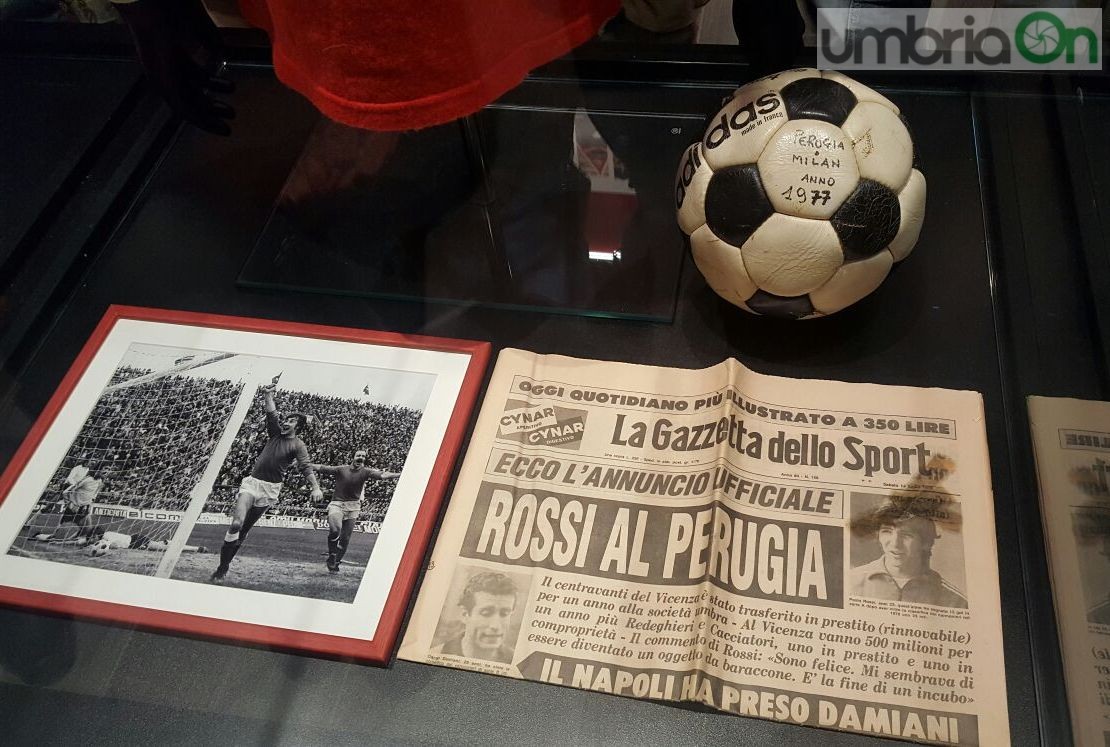 umbriaOn
adidas
made in france
PERUGIA
MILAN
ANNO
1977
adidas
OGGI QUOTIDIANO PIÙ ILLUSTRATO A 350 LIRE
CYNAR
APERITIVO
CYNAR
DIGESTIVO
La Gazzetta dello Sport
ECCO L'ANNUNCIO UFFICIALE
ROSSI AL PERUGIA
Il centravanti del Vicenza è stato trasferito in prestito (rinnovabile)
per un anno alla società umbra - Al Vicenza vanno 500 milioni per
un anno più Redeghieri e Cacciatori, uno in prestito e uno in
comproprietà - Il commento di Rossi: «Sono felice. Mi sembrava di
essere diventato un oggetto da baraccone. E' la fine di un incubo»
IL NAPOLI HA PRESO DAMIANI